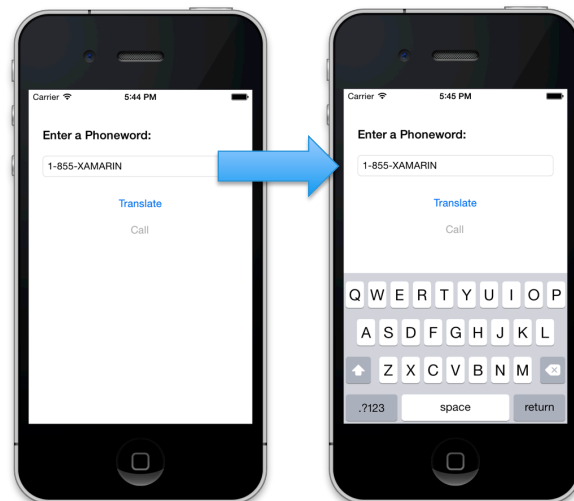 Carrier 5:44 PM
Enter a Phoneword:
1-855-XAMARIN
Translate
Call
Carrier 5:45 PM
Enter a Phoneword:
1-855-XAMARIN
Translate
Call
Q W E R T Y U I O P
A S D F G H J K L
Z X C V B N M
.?123 space return